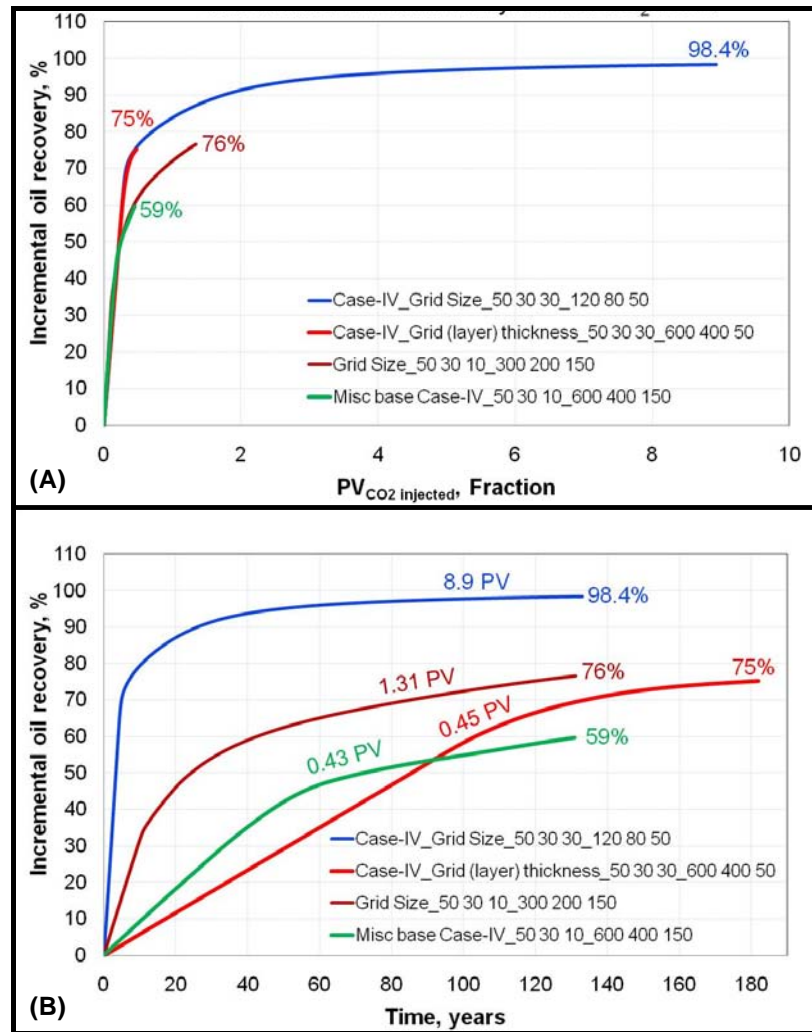 110
100
90
80
70
60
50
40
30
20
10
0
Incremental oil recovery, %
98.4%
75%
76%
59%
Case-IV_Grid Size_50 30 30_120 80 50
Case-IV_Grid (layer) thickness_50 30 30_600 400 50
Grid Size_50 30 10_300 200 150
Misc base Case-IV_50 30 10_600 400 150
0 2 4 6 8 10
(A)
PVCO2 injected, Fraction
110
100
90
80
70
60
50
40
30
20
10
0
Incremental oil recovery, %
8.9 PV
98.4%
1.31 PV
76%
75%
0.45 PV
0.43 PV
59%
Case-IV_Grid Size_50 30 30_120 80 50
Case-IV_Grid (layer) thickness_50 30 30_600 400 50
Grid Size_50 30 10_300 200 150
Misc base Case-IV_50 30 10_600 400 150
0 20 40 60 80 100 120 140 160 180
(B)
Time, years